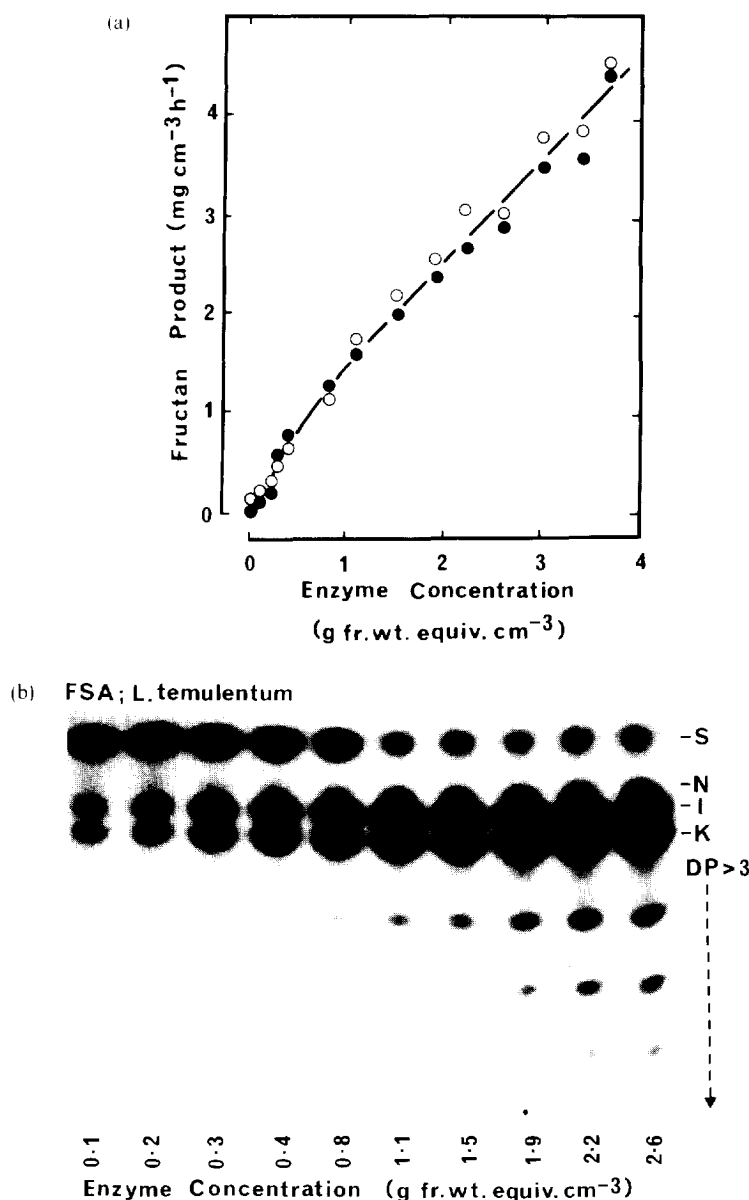 (a)
Fructan Product (mg cm⁻³h⁻¹)
4
3
2
1
0
0 1 2 3 4
Enzyme Concentration
(g fr.wt. equiv. cm⁻³)
(b) FSA; L. temulentum
-S
-N
-I
-K
DP>3
0·1 0·2 0·3 0·4 0·8 1·1 1·5 1·9 2·2 2·6
Enzyme Concentration (g fr.wt. equiv. cm⁻³)